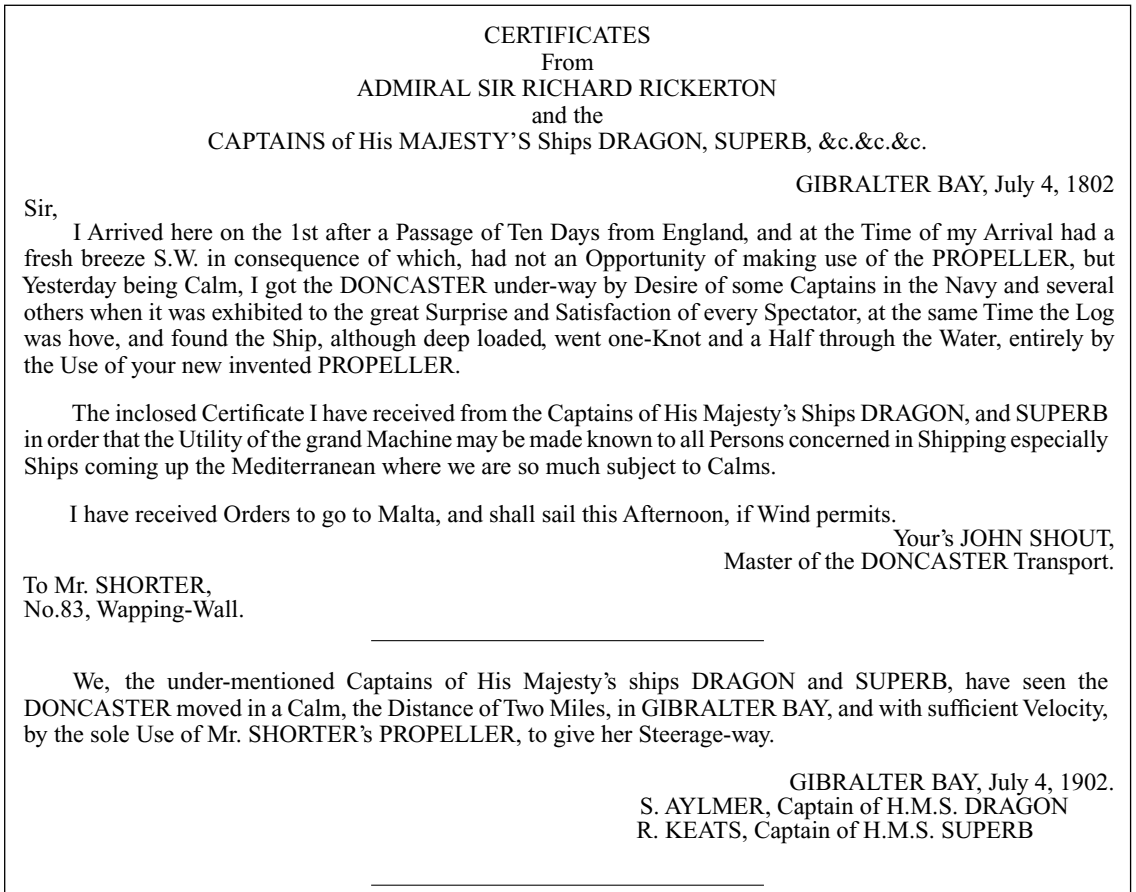 CERTIFICATES
From
ADMIRAL SIR RICHARD RICKERTON
and the
CAPTAINS of His MAJESTY'S Ships DRAGON, SUPERB, &c.&c.&c.
GIBRALTER BAY, July 4, 1802
Sir,
I Arrived here on the 1st after a Passage of Ten Days from England, and at the Time of my Arrival had a
fresh breeze S.W. in consequence of which, had not an Opportunity of making use of the PROPELLER, but
Yesterday being Calm, I got the DONCASTER under-way by Desire of some Captains in the Navy and several
others when it was exhibited to the great Surprise and Satisfaction of every Spectator, at the same Time the Log
was hove, and found the Ship, although deep loaded, went one-Knot and a Half through the Water, entirely by
the Use of your new invented PROPELLER.
The inclosed Certificate I have received from the Captains of His Majesty's Ships DRAGON, and SUPERB
in order that the Utility of the grand Machine may be made known to all Persons concerned in Shipping especially
Ships coming up the Mediterranean where we are so much subject to Calms.
I have received Orders to go to Malta, and shall sail this Afternoon, if Wind permits.
Your's JOHN SHOUT,
Master of the DONCASTER Transport.
To Mr. SHORTER,
No.83, Wapping-Wall.
We, the under-mentioned Captains of His Majesty's ships DRAGON and SUPERB, have seen the
DONCASTER moved in a Calm, the Distance of Two Miles, in GIBRALTER BAY, and with sufficient Velocity,
by the sole Use of Mr. SHORTER's PROPELLER, to give her Steerage-way.
GIBRALTER BAY, July 4, 1902.
S. AYLMER, Captain of H.M.S. DRAGON
R. KEATS, Captain of H.M.S. SUPERB